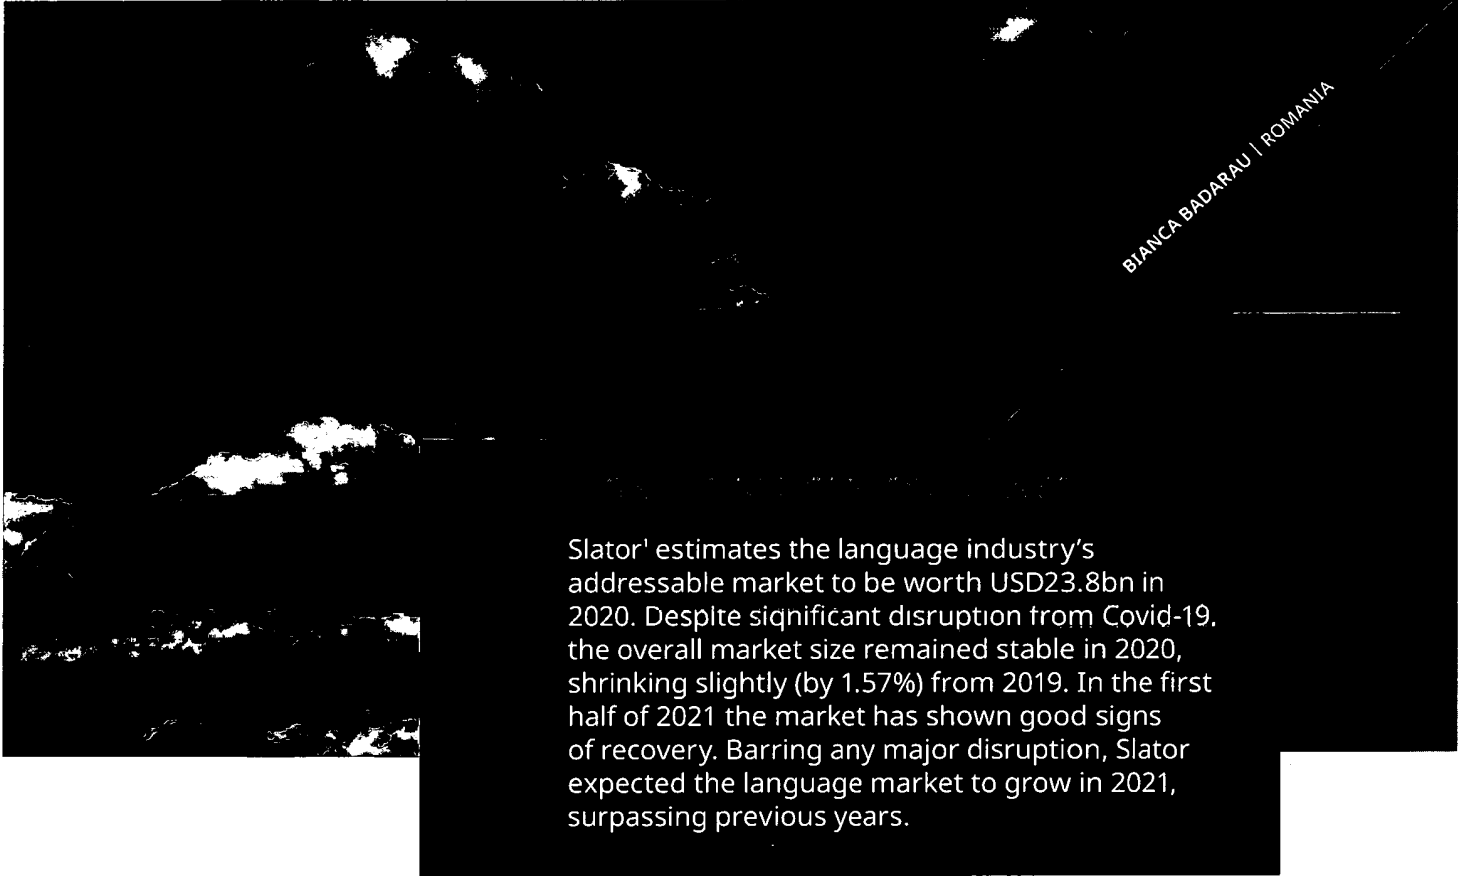 BIANCA BADARAU | ROMANIA
Slator¹ estimates the language industry’s
addressable market to be worth USD23.8bn in
2020. Despite significant disruption from Covid-19,
the overall market size remained stable in 2020,
shrinking slightly (by 1.57%) from 2019. In the first
half of 2021 the market has shown good signs
of recovery. Barring any major disruption, Slator
expected the language market to grow in 2021,
surpassing previous years.